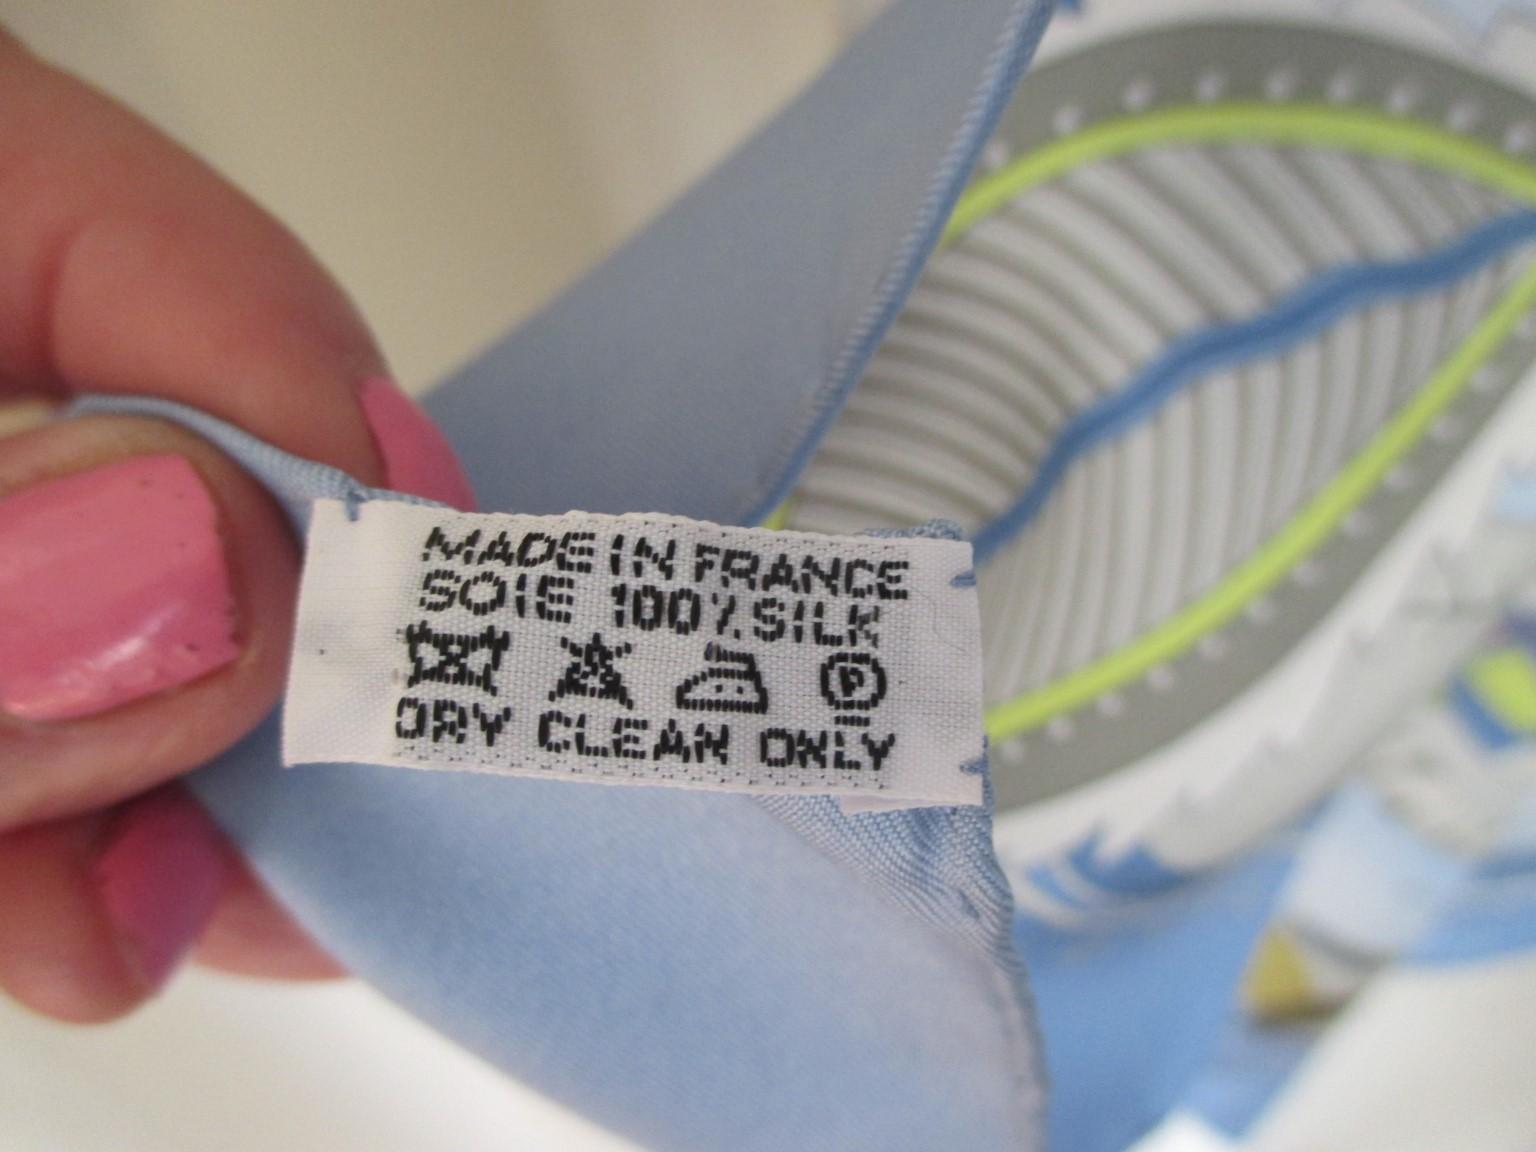 MADE IN FRANCE
SOIE 100% SILK
P
DRY CLEAN ONLY